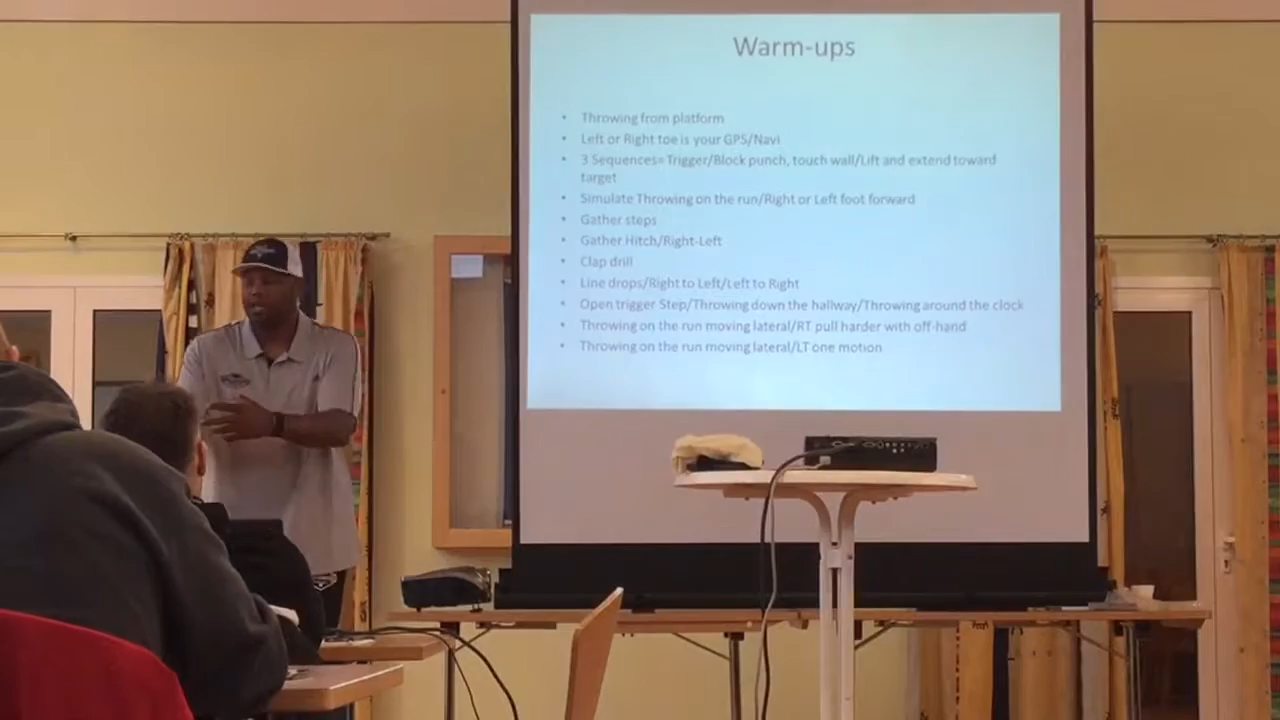 Warm-ups
• Throwing from platform
• Left or Right toe is your GPS/Navi
• 3 Sequences= Trigger/Block punch, touch wall/Lift and extend toward
target
• Simulate Throwing on the run/Right or Left foot forward
• Gather steps
• Gather Hitch/Right-Left
• Clap drill
• Line drops/Right to Left/Left to Right
• Open trigger Step/Throwing down the hallway/Throwing around the clock
• Throwing on the run moving lateral/RT pull harder with off-hand
• Throwing on the run moving lateral/LT one motion